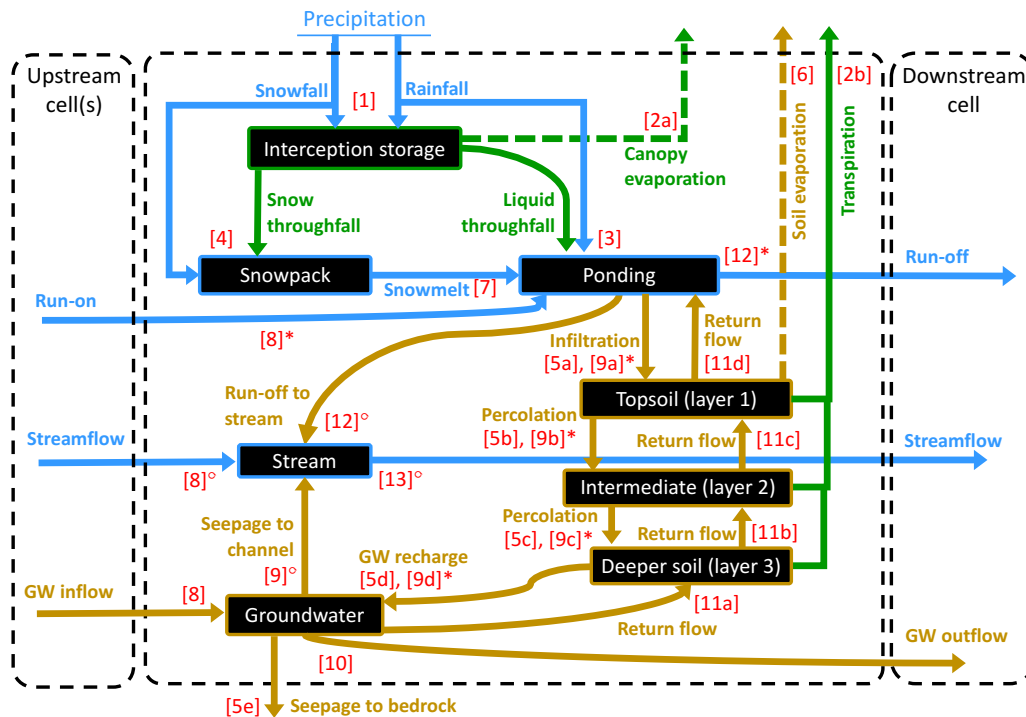 Precipitation
Upstream
cell(s)
Downstream
cell
Snowfall
[1]
Rainfall
[2a]
[6]
[2b]
Interception storage
Canopy
evaporation
Soil evaporation
Transpiration
Snow
throughfall
Liquid
throughfall
[4]
[3]
[12]*
Snowpack
Ponding
Run-off
Snowmelt
[7]
Run-on
[8]*
Infiltration
[5a], [9a]*
Return
flow
[11d]
Run-off to
stream
[12]°
Topsoil (layer 1)
Percolation
[5b], [9b]*
Return flow
[11c]
Streamflow
Streamflow
[8]°
Stream
[13]°
Intermediate (layer 2)
Percolation
[5c], [9c]*
Return flow
[11b]
Seepage to
channel
[9]°
GW recharge
[5d], [9d]*
Deeper soil (layer 3)
GW inflow
[8]
Groundwater
[11a]
Return flow
GW outflow
[10]
[5e]
Seepage to bedrock